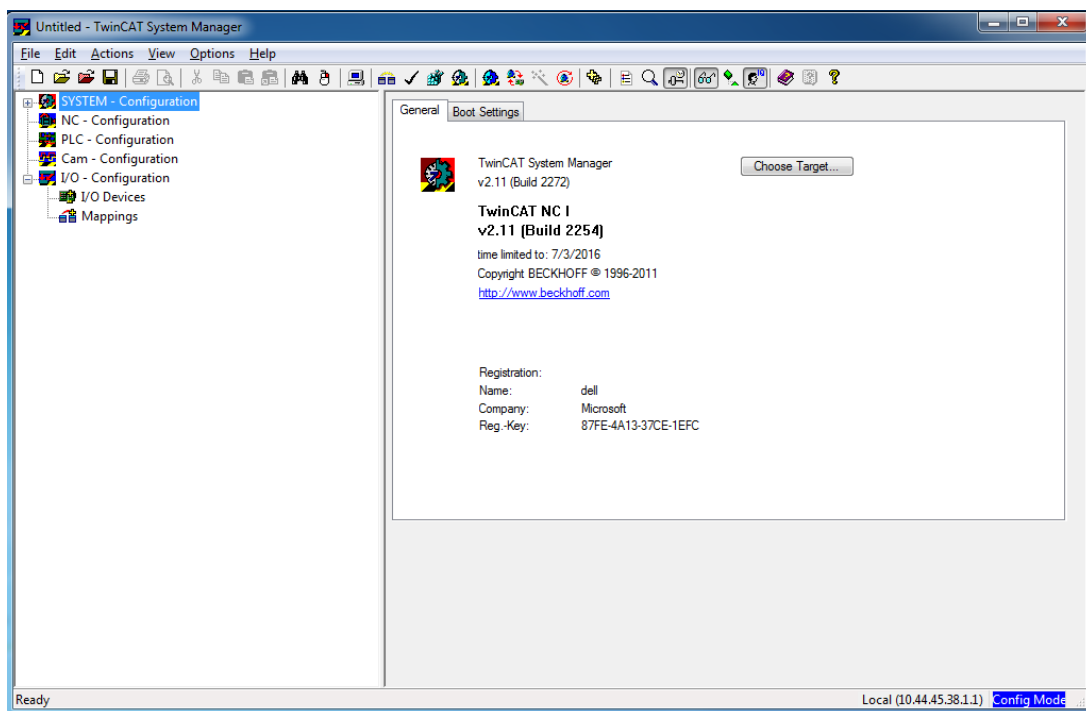 Untitled - TwinCAT System Manager
File Edit Actions View Options Help
SYSTEM - Configuration
NC - Configuration
PLC - Configuration
Cam - Configuration
I/O - Configuration
I/O Devices
Mappings
General Boot Settings
TwinCAT System Manager
v2.11 (Build 2272)
Choose Target...
TwinCAT NC I
v2.11 (Build 2254)
time limited to: 7/3/2016
Copyright BECKHOFF © 1996-2011
http://www.beckhoff.com
Registration:
Name: dell
Company: Microsoft
Reg.-Key: 87FE-4A13-37CE-1EFC
Ready Local (10.44.45.38.1.1) Config Mode